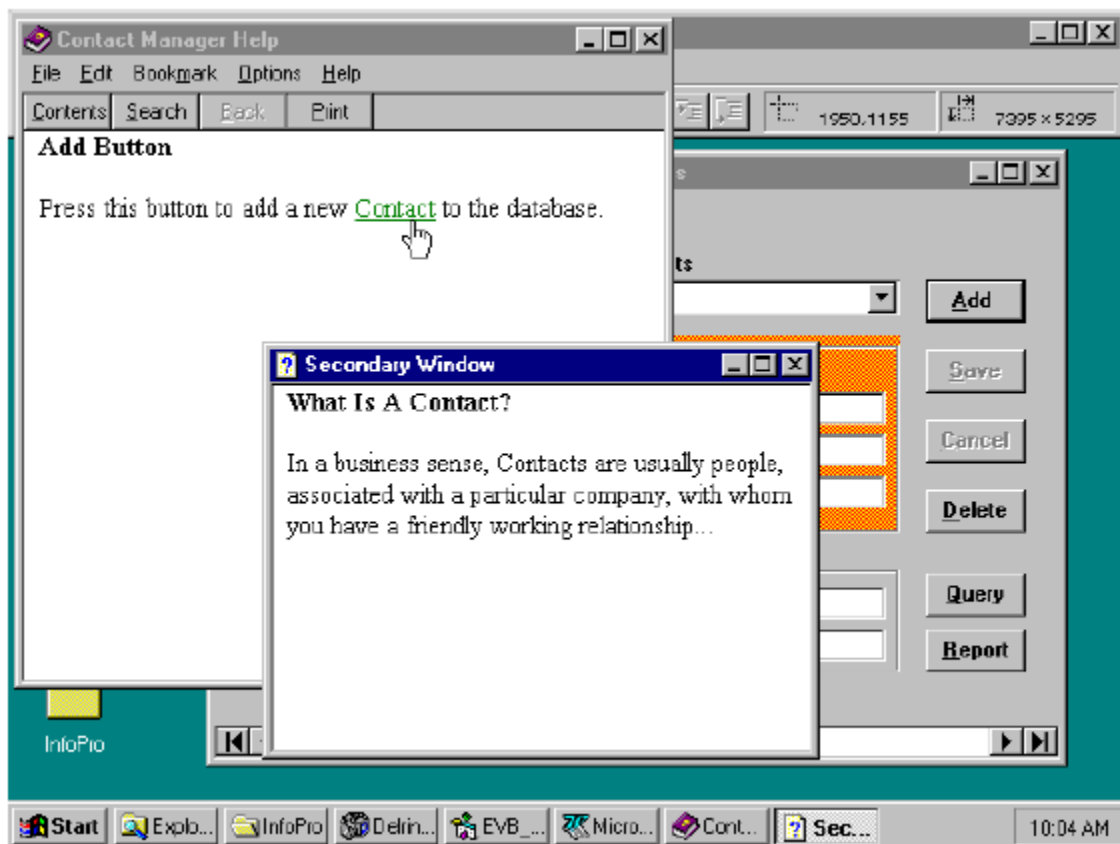 Contact Manager Help
File Edit Bookmark Options Help
Contents Search Back Print
1950,1155 7395 × 5295
Add Button
Press this button to add a new Contact to the database.
s
ts
Add
Save
Cancel
Delete
Query
Report
Secondary Window
What Is A Contact?
In a business sense, Contacts are usually people,
associated with a particular company, with whom
you have a friendly working relationship...
InfoPro
Start Explo... InfoPro Delrin... EVB_... Micro... Cont... Sec... 10:04 AM